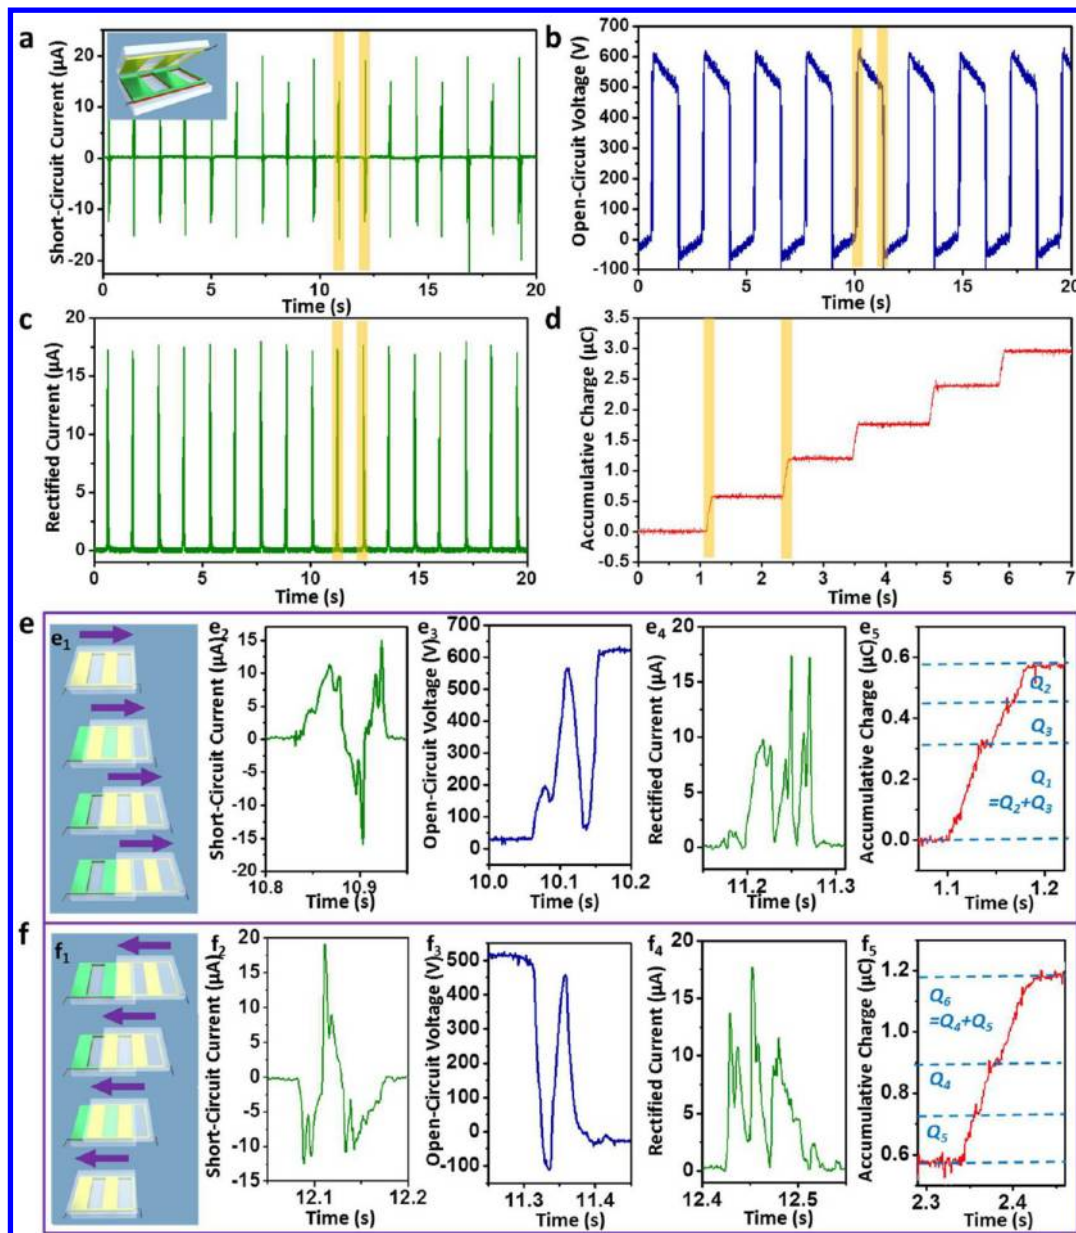 a
Short-Circuit Current (μA)
20
10
0
-10
-20
0
5
10
15
20
Time (s)
b
Open-Circuit Voltage (V)
700
600
500
400
300
200
100
0
-100
0
5
10
15
20
Time (s)
c
Rectified Current (μA)
20
15
10
5
0
0
5
10
15
20
Time (s)
d
Accumulative Charge (μC)
3.5
3.0
2.5
2.0
1.5
1.0
0.5
0.0
-0.5
0
1
2
3
4
5
6
7
Time (s)
e
e1
e2
Short-Circuit Current (μA)
15
10
5
0
-5
-10
-15
-20
10.8
10.9
Time (s)
e3
Open-Circuit Voltage (V)
700
600
500
400
300
200
100
0
10.0
10.1
10.2
Time (s)
e4
Rectified Current (μA)
20
15
10
5
0
11.2
11.3
Time (s)
e5
Accumulative Charge (μC)
0.6
0.4
0.2
0.0
Q2
Q3
Q1
=Q2+Q3
1.1
1.2
Time (s)
f
f1
f2
Short-Circuit Current (μA)
20
15
10
5
0
-5
-10
-15
12.1
12.2
Time (s)
f3
Open-Circuit Voltage (V)
500
400
300
200
100
0
-100
11.3
11.4
Time (s)
f4
Rectified Current (μA)
20
15
10
5
0
12.4
12.5
Time (s)
f5
Accumulative Charge (μC)
1.2
1.0
0.8
0.6
Q6
=Q4+Q5
Q4
Q5
2.3
2.4
Time (s)